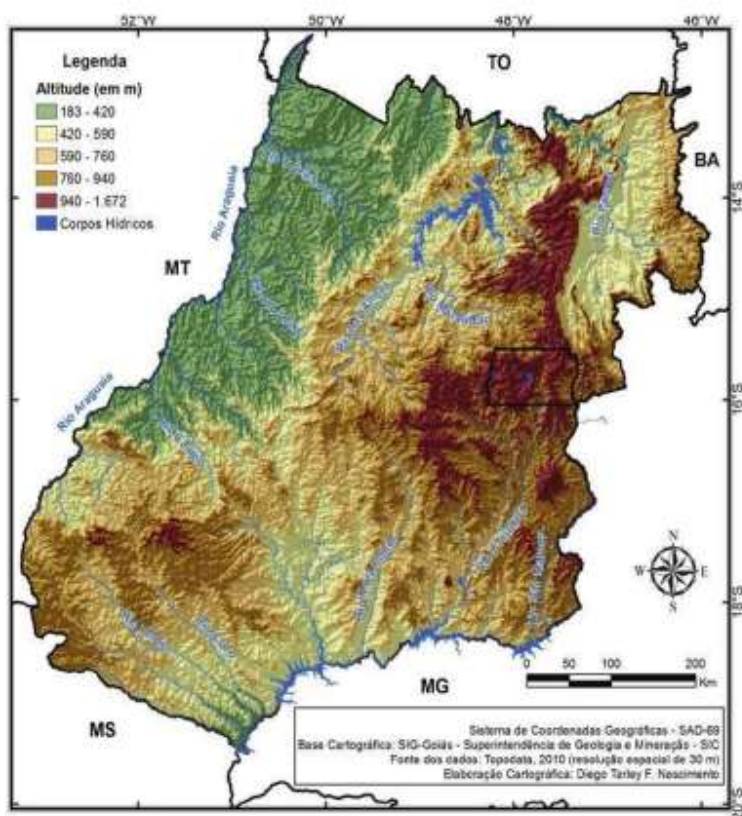 52°W 50°W 48°W 46°W
Legenda
Altitude (em m)
183 - 420
420 - 590
590 - 760
760 - 940
940 - 1.672
Corpos Hídricos
TO
BA
MT
MS
MG
Rio Araguaia
Rio Araguaia
14°S
16°S
18°S
20°S
N
W E
S
0 50 100 200
Km
Sistema de Coordenadas Geográficas - SAD-69
Base Cartográfica: SIG-Goiás - Superintendência de Geologia e Mineração - SIC
Fonte dos dados: Topodata, 2010 (resolução espacial de 30 m)
Elaboração Cartográfica: Diego Tarley F. Nascimento